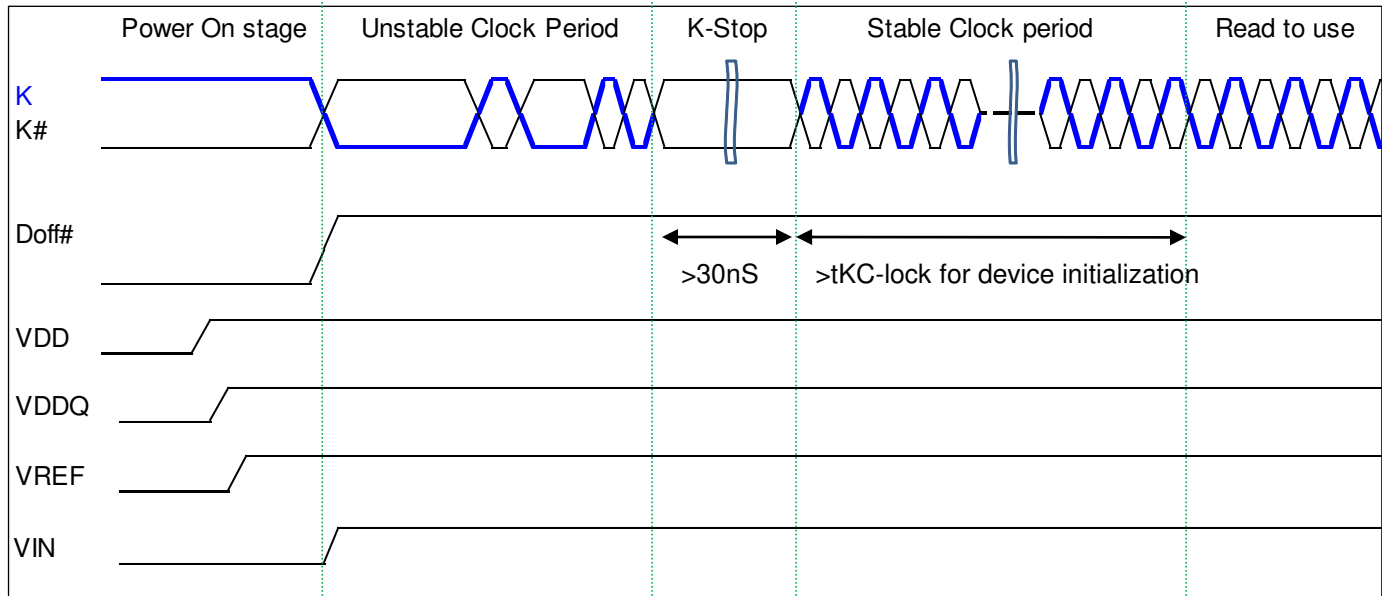 Power On stage Unstable Clock Period K-Stop Stable Clock period Read to use
K
K#
Doff#
>30nS >tKC-lock for device initialization
VDD
VDDQ
VREF
VIN